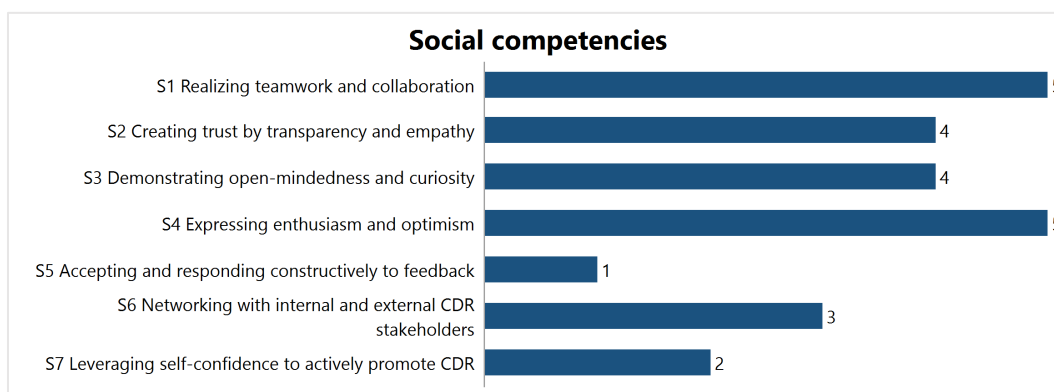 Social competencies
S1 Realizing teamwork and collaboration
5
S2 Creating trust by transparency and empathy
4
S3 Demonstrating open-mindedness and curiosity
4
S4 Expressing enthusiasm and optimism
5
S5 Accepting and responding constructively to feedback
1
S6 Networking with internal and external CDR
stakeholders
3
S7 Leveraging self-confidence to actively promote CDR
2